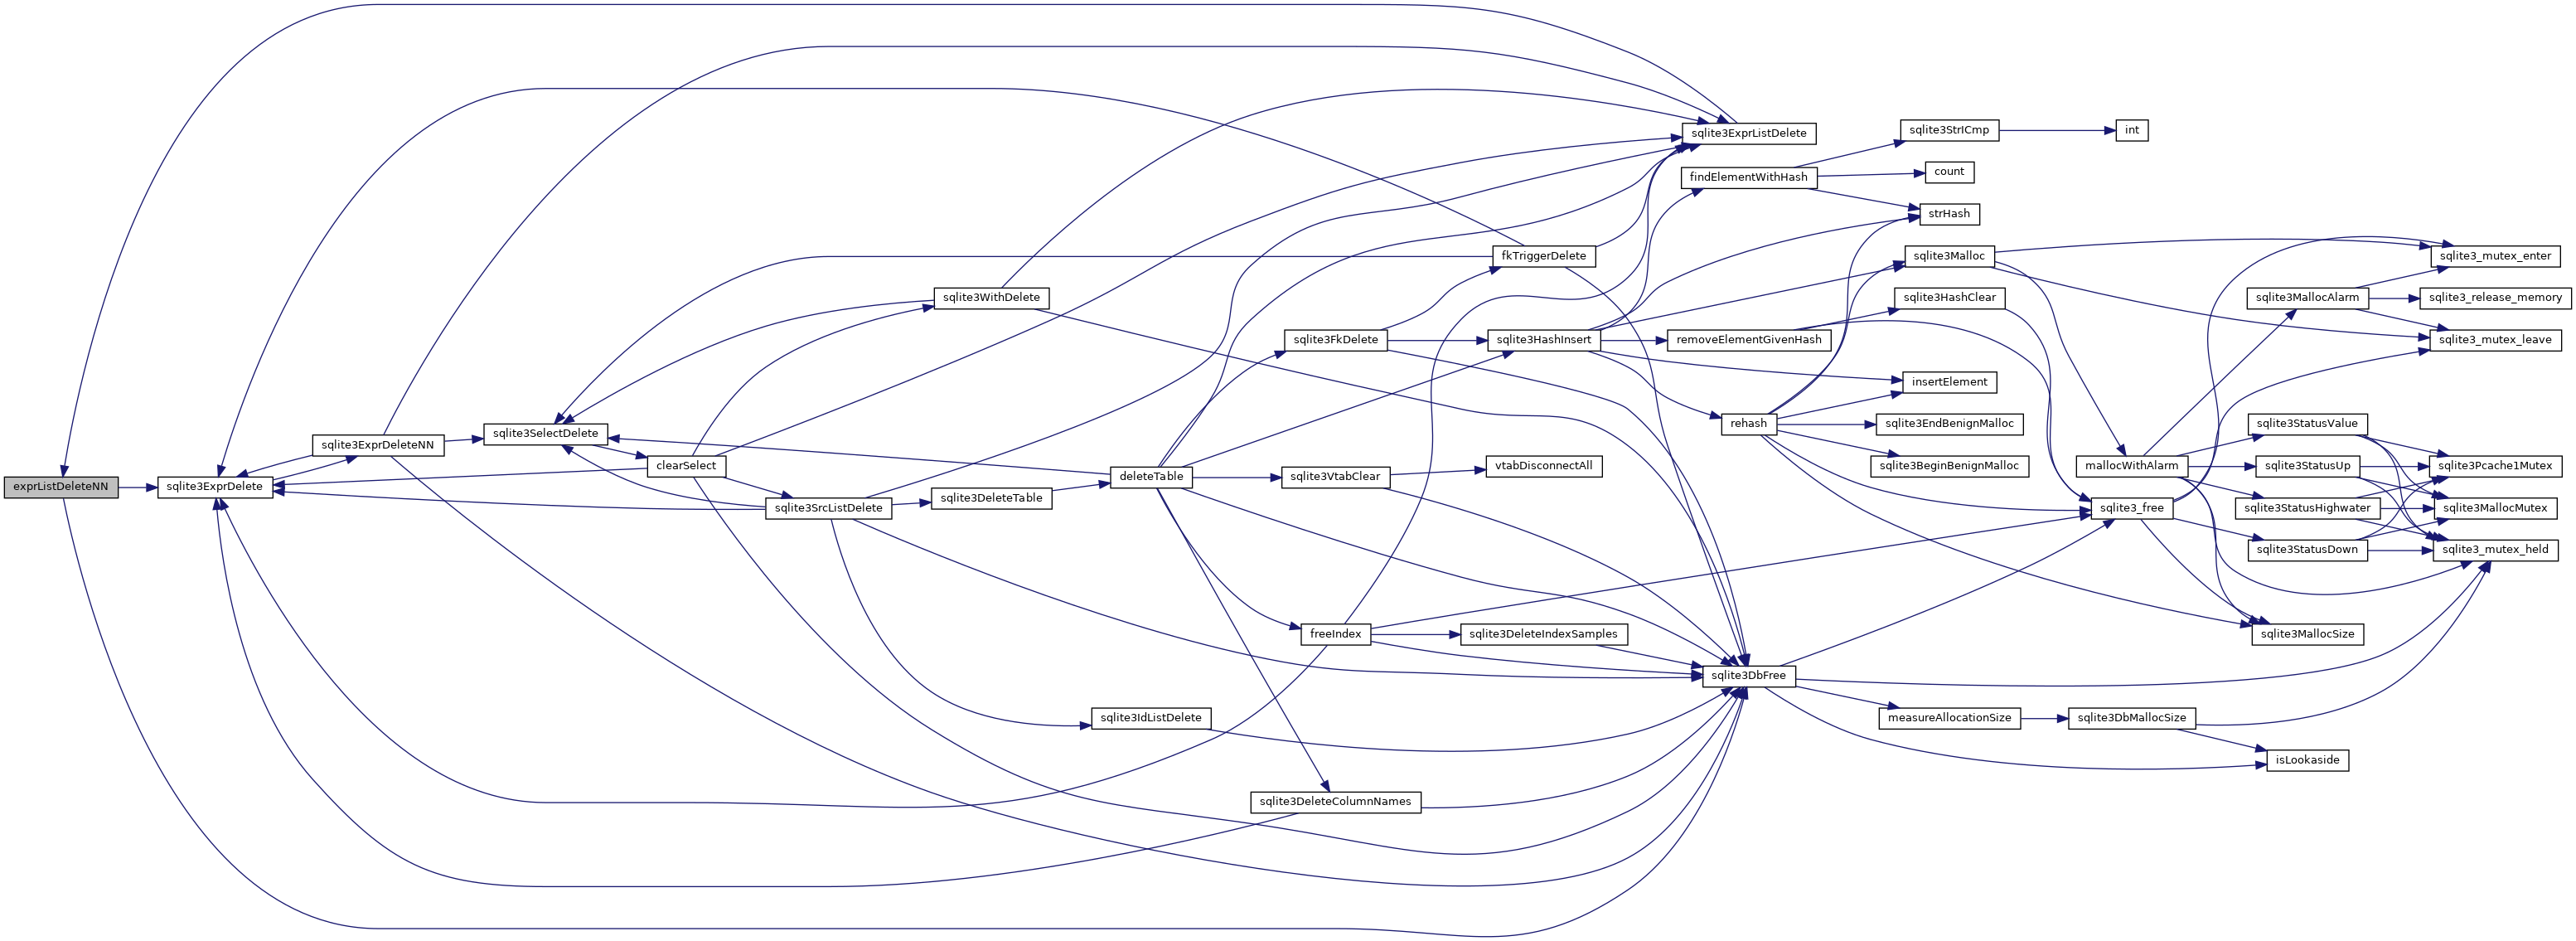 exprListDeleteNN
sqlite3ExprDelete
sqlite3ExprDeleteNN
sqlite3SelectDelete
clearSelect
sqlite3WithDelete
sqlite3SrcListDelete
sqlite3DeleteTable
deleteTable
sqlite3IdListDelete
sqlite3FkDelete
sqlite3VtabClear
freeIndex
sqlite3DeleteColumnNames
fkTriggerDelete
sqlite3HashInsert
vtabDisconnectAll
sqlite3DeleteIndexSamples
sqlite3ExprListDelete
findElementWithHash
removeElementGivenHash
rehash
sqlite3DbFree
sqlite3StrICmp
count
strHash
sqlite3Malloc
sqlite3HashClear
insertElement
sqlite3EndBenignMalloc
sqlite3BeginBenignMalloc
measureAllocationSize
int
mallocWithAlarm
sqlite3_free
sqlite3DbMallocSize
sqlite3MallocAlarm
sqlite3StatusValue
sqlite3StatusUp
sqlite3StatusHighwater
sqlite3StatusDown
sqlite3MallocSize
isLookaside
sqlite3_mutex_enter
sqlite3_release_memory
sqlite3_mutex_leave
sqlite3Pcache1Mutex
sqlite3MallocMutex
sqlite3_mutex_held